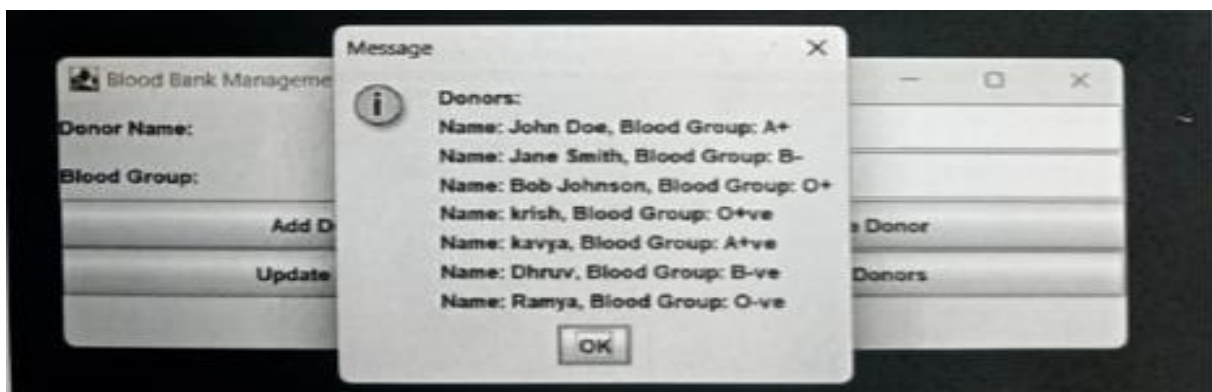 Message
Blood Bank Manageme
Donor Name:
Blood Group:
Add D
e Donor
Update
Donors
Donors:
Name: John Doe, Blood Group: A+
Name: Jane Smith, Blood Group: B-
Name: Bob Johnson, Blood Group: O+
Name: krish, Blood Group: O+ve
Name: kavya, Blood Group: A+ve
Name: Dhruv, Blood Group: B-ve
Name: Ramya, Blood Group: O-ve
OK